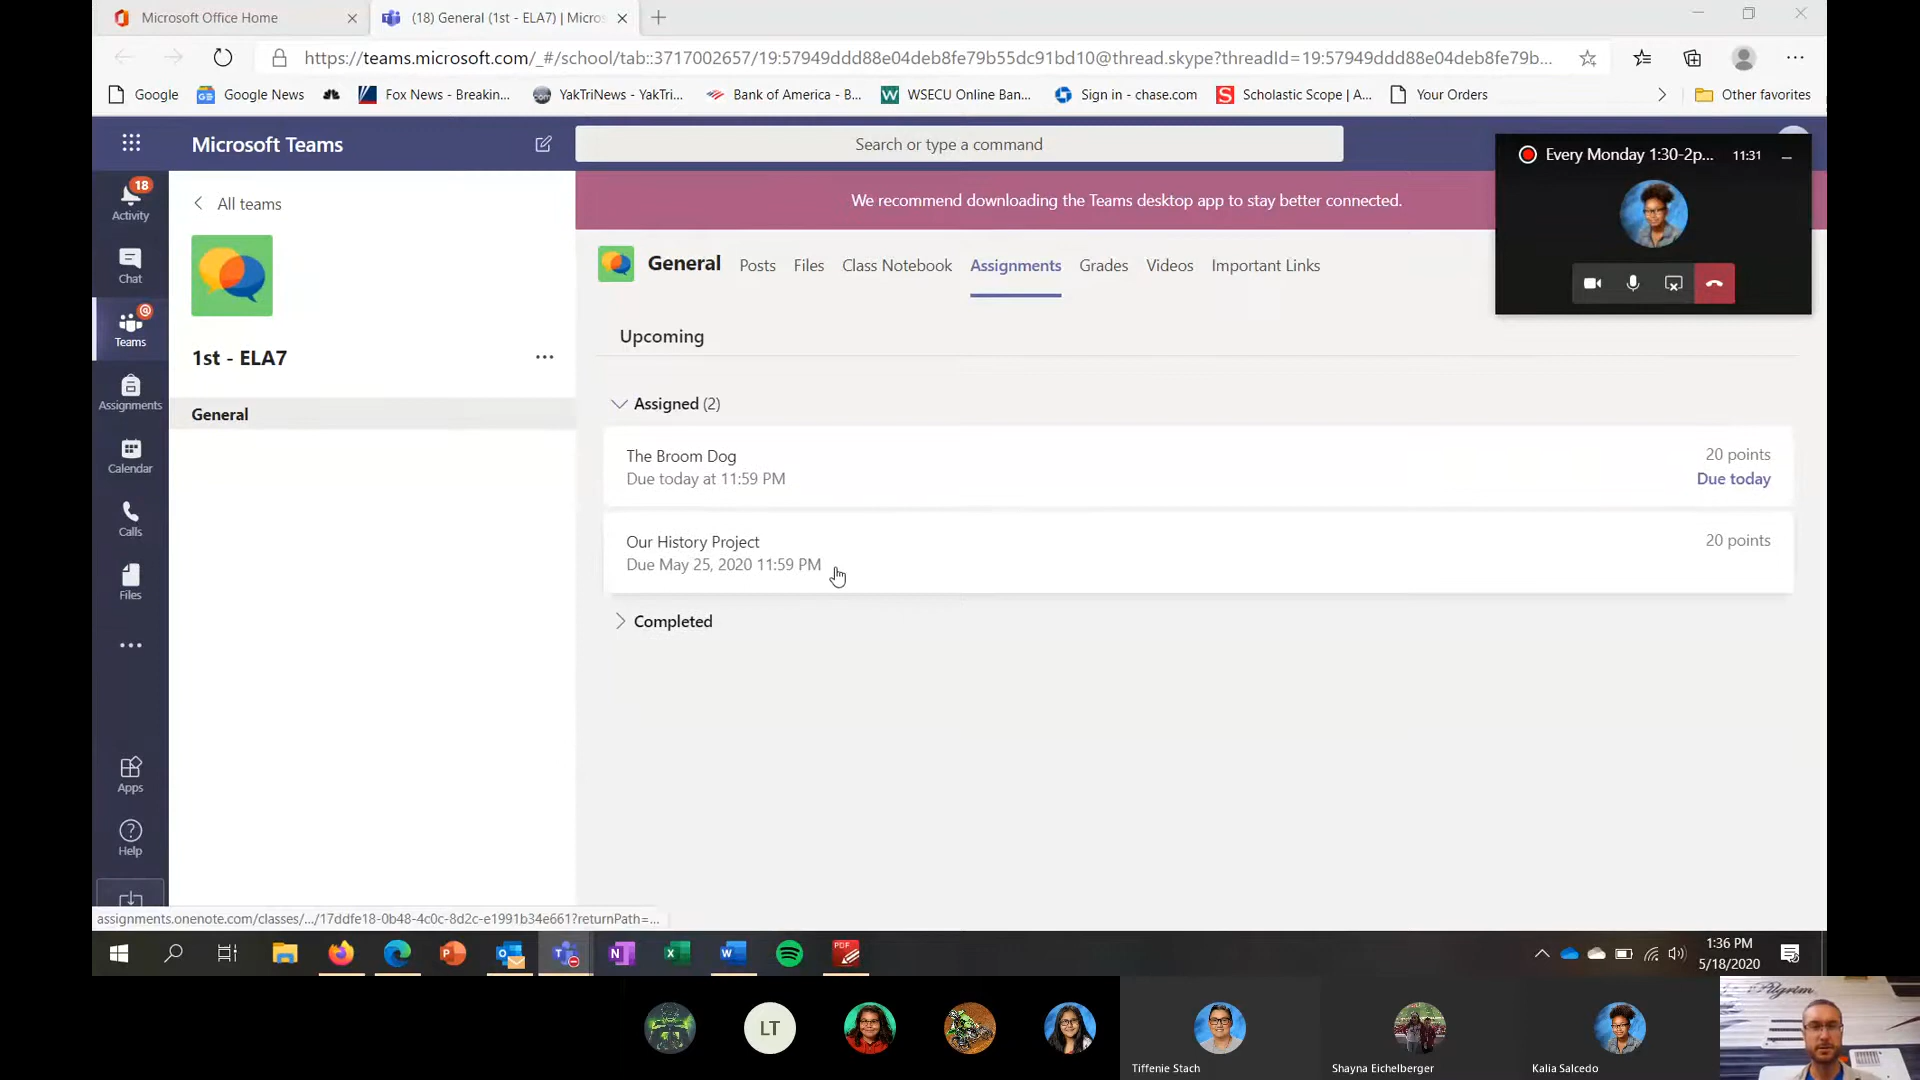 Microsoft Office Home
(18) General (1st - ELA7) | Micros
https://teams.microsoft.com/_#/school/tab::3717002657/19:57949ddd88e04deb8fe79b55dc91bd10@thread.skype?threadId=19:57949ddd88e04deb8fe79b...
Google
Google News
Fox News - Breakin...
YakTriNews - YakTri...
Bank of America - B...
WSECU Online Ban...
Sign in - chase.com
Scholastic Scope | A...
Your Orders
Other favorites
Microsoft Teams
Search or type a command
Every Monday 1:30-2p...
11:31
18
Activity
Chat
Teams
Assignments
Calendar
Calls
Files
Apps
Help
All teams
1st - ELA7
General
We recommend downloading the Teams desktop app to stay better connected.
General
Posts
Files
Class Notebook
Assignments
Grades
Videos
Important Links
Upcoming
Assigned (2)
The Broom Dog
20 points
Due today at 11:59 PM
Due today
Our History Project
20 points
Due May 25, 2020 11:59 PM
Completed
assignments.onenote.com/classes/.../17ddfe18-0b48-4c0c-8d2c-e1991b34e661?returnPath=...
PDF
1:36 PM
5/18/2020
LT
Tiffenie Stach
Shayna Eichelberger
Kalia Salcedo
Pilgrim